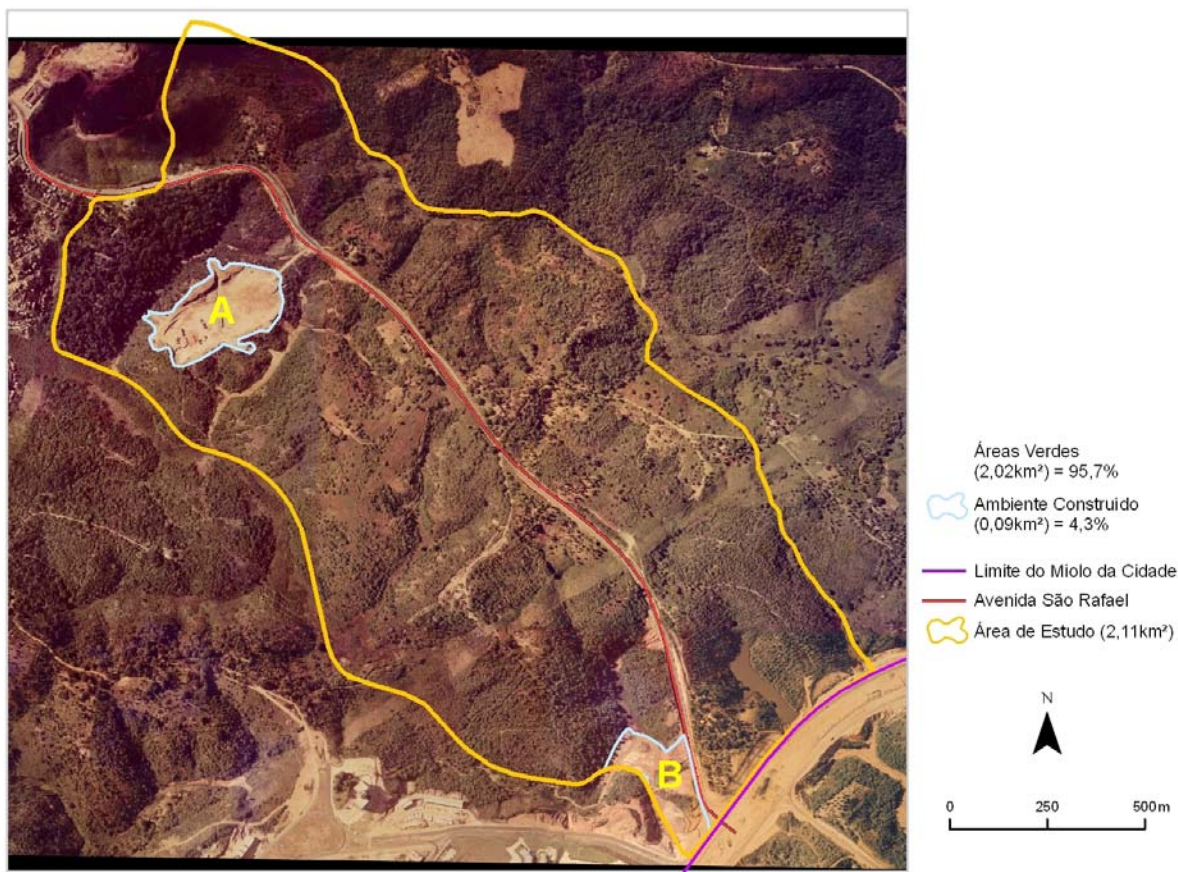 A
B
Áreas Verdes
(2,02km²) = 95,7%
Ambiente Construído
(0,09km²) = 4,3%
Limite do Miolo da Cidade
Avenida São Rafael
Área de Estudo (2,11km²)
N
0 250 500m